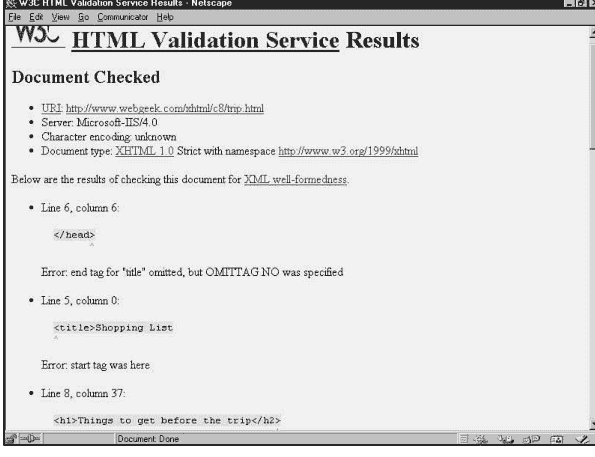 W3C HTML Validation Service Results - Netscape
File Edit View Go Communicator Help
W3C HTML Validation Service Results
Document Checked
• URI: http://www.webgeek.com/xhtml/c8/trip.html
• Server: Microsoft-IIS/4.0
• Character encoding: unknown
• Document type: XHTML 1.0 Strict with namespace http://www.w3.org/1999/xhtml
Below are the results of checking this document for XML well-formedness.
• Line 6, column 6:
</head>
^
Error: end tag for "title" omitted, but OMITTAG NO was specified
• Line 5, column 0:
<title>Shopping List
^
Error: start tag was here
• Line 8, column 37:
<h1>Things to get before the trip</h2>
Document: Done